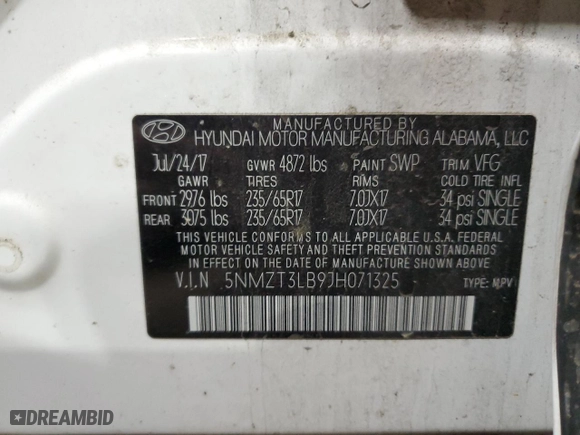 MANUFACTURED BY
HYUNDAI MOTOR MANUFACTURING ALABAMA, LLC
Jul/24/17 GVWR 4872 lbs PAINT SWP TRIM VFG
GAWR TIRES RIMS COLD TIRE INFL
FRONT 2976 lbs 235/65R17 7.0JX17 34 psi SINGLE
REAR 3075 lbs 235/65R17 7.0JX17 34 psi SINGLE
THIS VEHICLE CONFORMS TO ALL APPLICABLE U.S.A. FEDERAL
MOTOR VEHICLE SAFETY AND THEFT PREVENTION STANDARDS
IN EFFECT ON THE DATE OF MANUFACTURE SHOWN ABOVE.
V.I.N 5NMZT3LB9JH071325 TYPE: MPV
DREAMBID